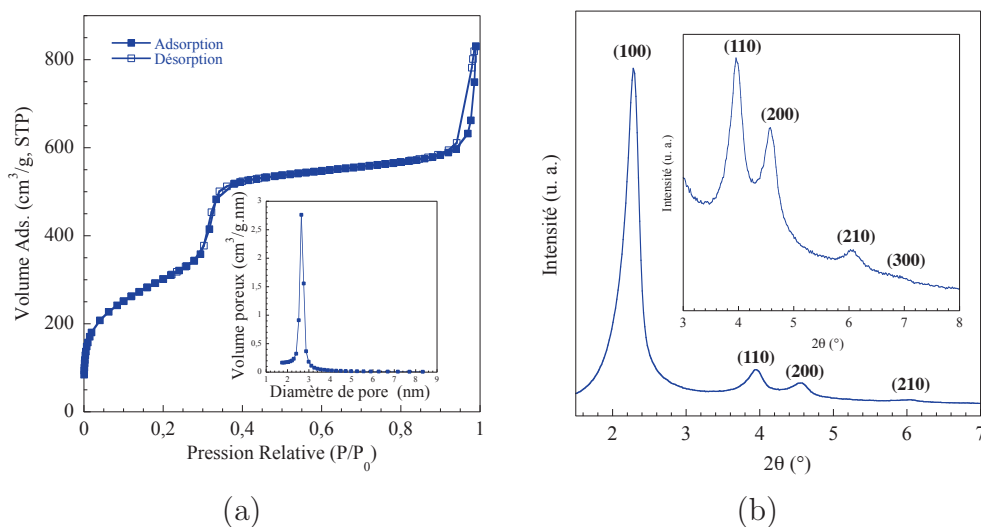 Adsorption
Désorption
Volume Ads. (cm³/g, STP)
800
600
400
200
0
0
0,2
0,4
0,6
0,8
1
Pression Relative (P/P₀)
Volume poreux (cm³/g.nm)
3
2,5
2
1,5
1
0,5
0
1 2 3 4 5 6 7 8 9
Diamètre de pore (nm)
(a)
Intensité (u. a.)
(100)
(110)
(200)
(210)
2 3 4 5 6 7
2θ (°)
Intensité (u. a.)
(110)
(200)
(210)
(300)
3 4 5 6 7 8
2θ (°)
(b)